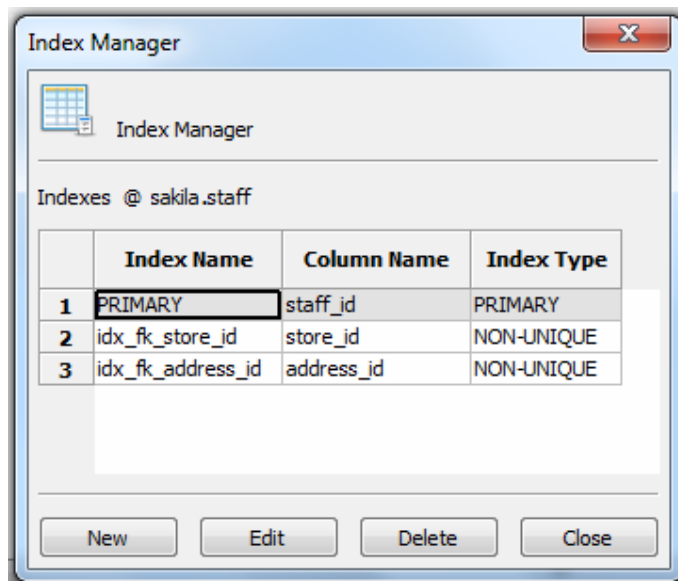 Index Manager
Index Manager
Indexes @ sakila.staff
Index Name Column Name Index Type
1 PRIMARY staff_id PRIMARY
2 idx_fk_store_id store_id NON-UNIQUE
3 idx_fk_address_id address_id NON-UNIQUE
New Edit Delete Close